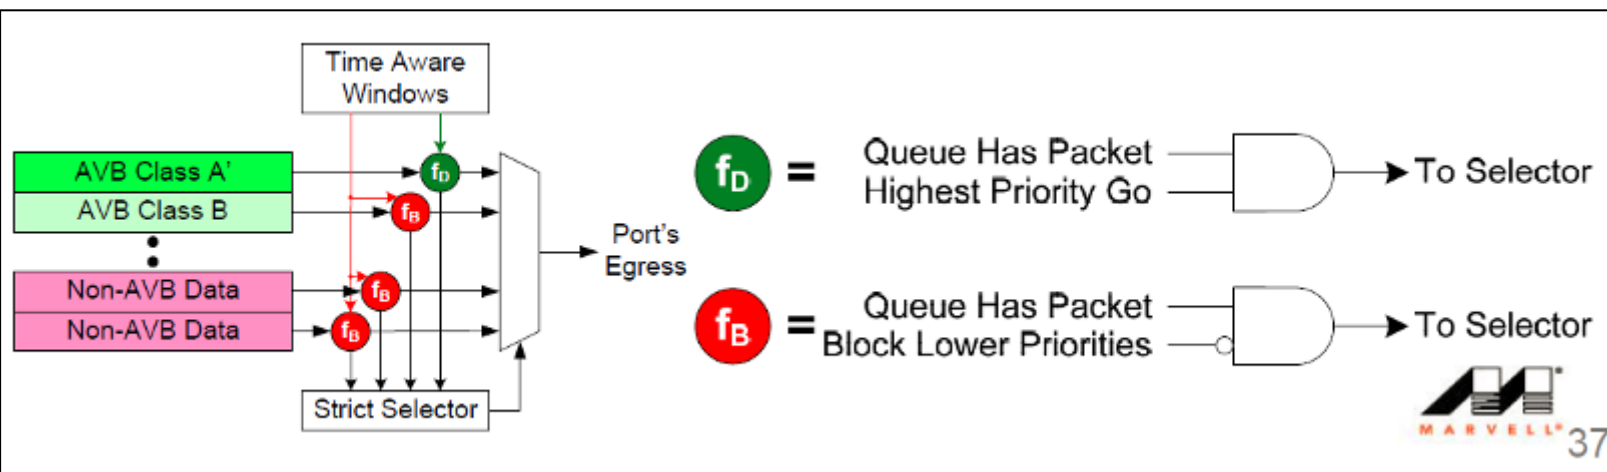 Time Aware
Windows
AVB Class A'
AVB Class B
Non-AVB Data
Non-AVB Data
fD
fB
fB
fB
Strict Selector
Port's
Egress
fD =
Queue Has Packet
Highest Priority Go
To Selector
fB =
Queue Has Packet
Block Lower Priorities
To Selector
MARVELL®
37